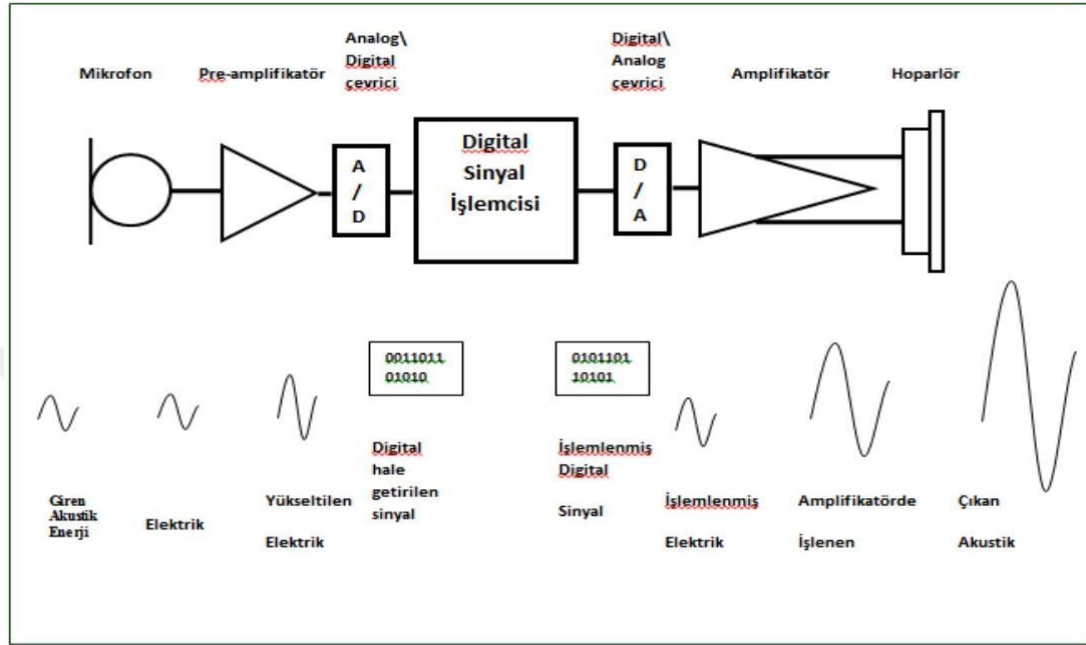 Mikrofon
Pre-amplifikatör
Analog\
Digital
çevrici
Digital\
Analog
çevrici
Amplifikatör
Hoparlör
A
/
D
Digital
Sinyal
İşlemcisi
D
/
A
0011011
01010
0101101
10101
Giren
Akustik
Enerji
Elektrik
Yükseltilen
Elektrik
Digital
hale
getirilen
sinyal
İşlemlenmiş
Digital
Sinyal
İşlemlenmiş
Elektrik
Amplifikatörde
İşlenen
Çıkan
Akustik